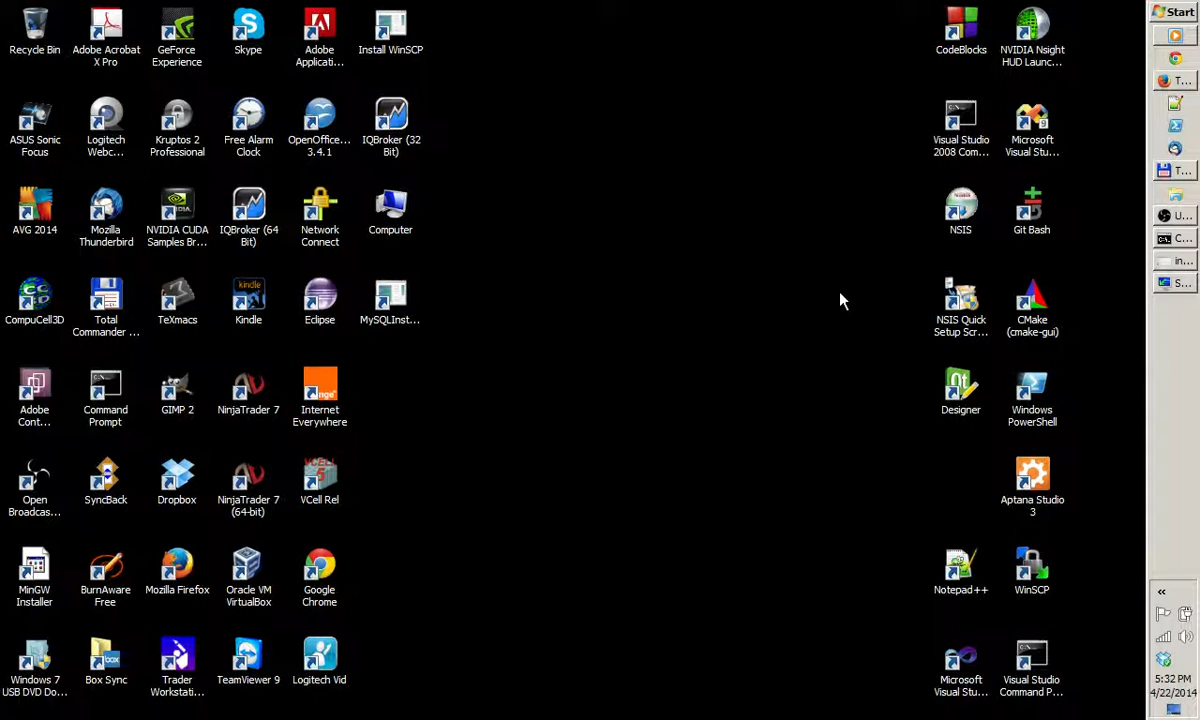 Recycle Bin
Adobe Acrobat
X Pro
GeForce
Experience
Skype
Adobe
Applicati...
Install WinSCP
CodeBlocks
NVIDIA Nsight
HUD Launc...
Start
T...
ASUS Sonic
Focus
Logitech
Webc...
Kruptos 2
Professional
Free Alarm
Clock
OpenOffice...
3.4.1
IQBroker (32
Bit)
Visual Studio
2008 Com...
Microsoft
Visual Stu...
T...
AVG 2014
Mozilla
Thunderbird
NVIDIA CUDA
Samples Br...
IQBroker (64
Bit)
Network
Connect
Computer
NSIS
Git Bash
U...
C...
in...
S...
CompuCell3D
Total
Commander ...
TeXmacs
kindle
Kindle
Eclipse
MySQLInst...
NSIS Quick
Setup Scr...
CMake
(cmake-gui)
Adobe
Cont...
Command
Prompt
GIMP 2
NinjaTrader 7
Internet
Everywhere
Designer
Windows
PowerShell
Open
Broadcas...
SyncBack
Dropbox
NinjaTrader 7
(64-bit)
VCELL
5
VCell Rel
Aptana Studio
3
MinGW
Installer
BurnAware
Free
Mozilla Firefox
Oracle VM
VirtualBox
Google
Chrome
Notepad++
WinSCP
Windows 7
USB DVD Do...
box
Box Sync
Trader
Workstati...
TeamViewer 9
Logitech Vid
Microsoft
Visual Stu...
Visual Studio
Command P...
5:32 PM
4/22/2014